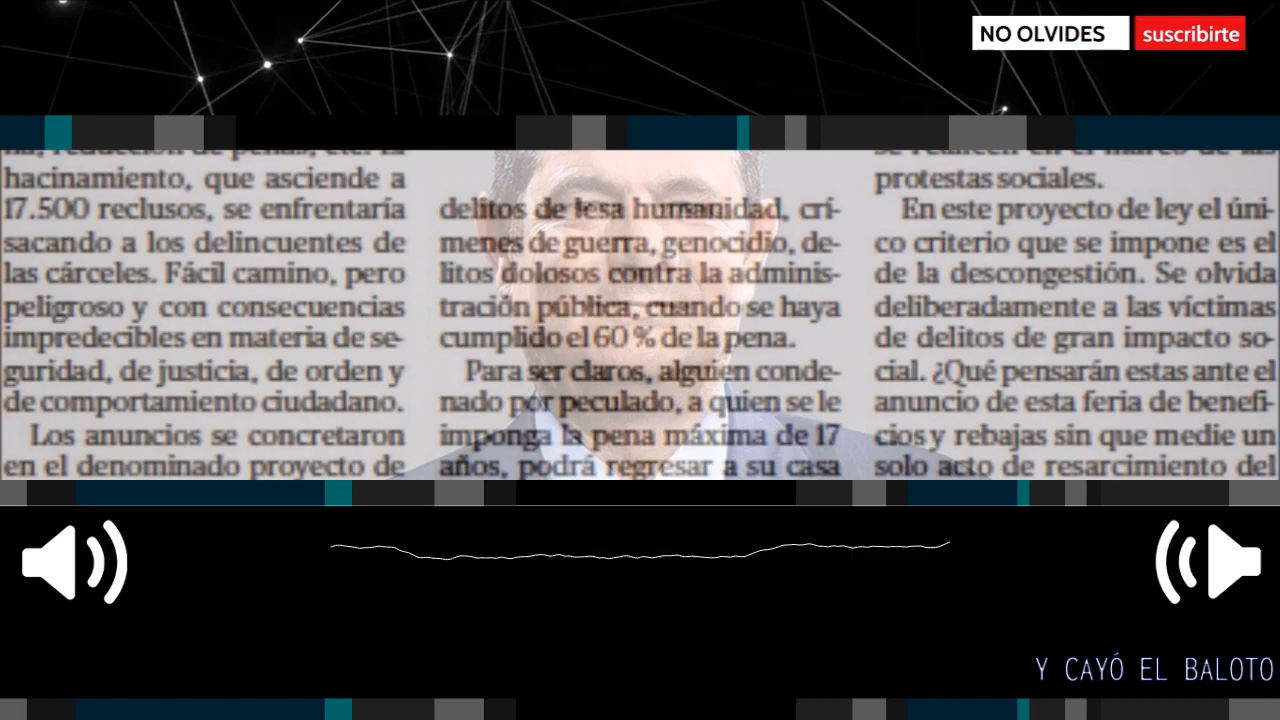 NO OLVIDES suscribirte
hacinamiento, que asciende a
17.500 reclusos, se enfrentaría
sacando a los delincuentes de
las cárceles. Fácil camino, pero
peligroso y con consecuencias
impredecibles en materia de se-
guridad, de justicia, de orden y
de comportamiento ciudadano.
Los anuncios se concretaron
en el denominado proyecto de
delitos de lesa humanidad, crí-
menes de guerra, genocidio, de-
litos dolosos contra la adminis-
tración pública, cuando se haya
cumplido el 60 % de la pena.
Para ser claros, alguien conde-
nado por peculado, a quien se le
imponga la pena máxima de 17
años, podrá regresar a su casa
protestas sociales.
En este proyecto de ley el úni-
co criterio que se impone es el
de la descongestión. Se olvida
deliberadamente a las víctimas
de delitos de gran impacto so-
cial. ¿Qué pensarán estas ante el
anuncio de esta feria de benefi-
cios y rebajas sin que medie un
solo acto de resarcimiento del
Y CAYÓ EL BALOTO